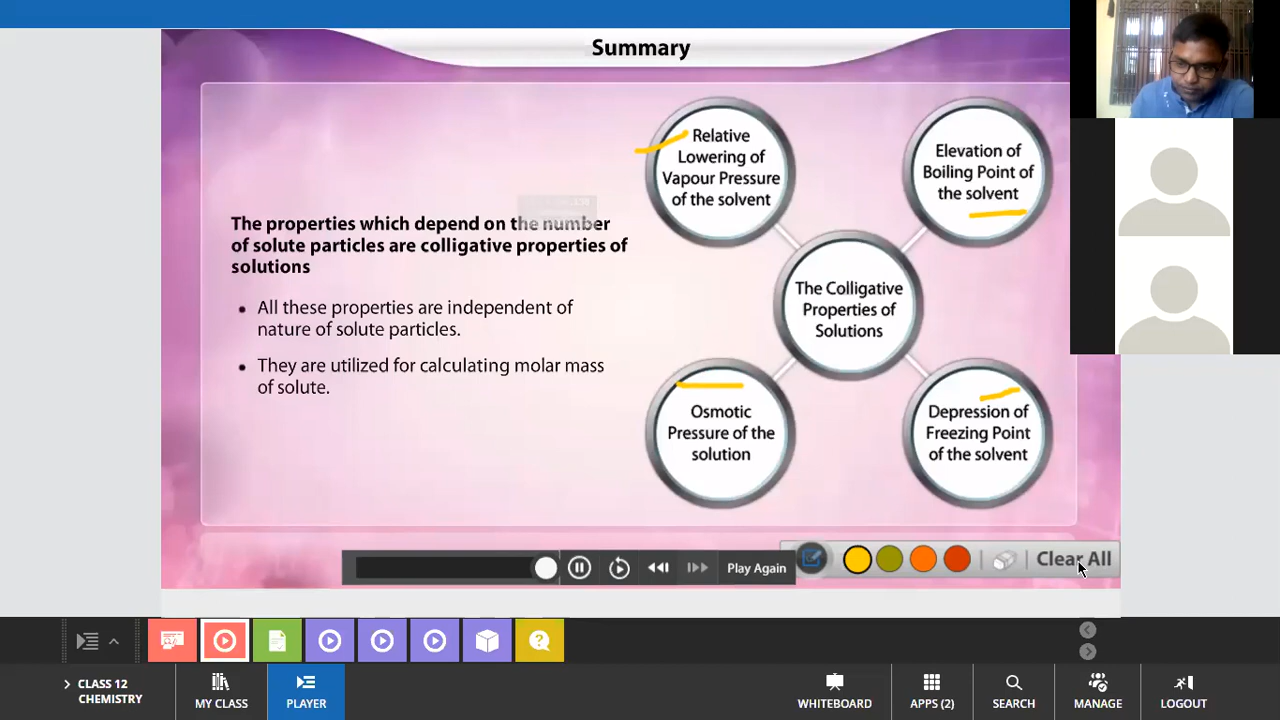 Summary
The properties which depend on the number
of solute particles are colligative properties of
solutions
• All these properties are independent of
nature of solute particles.
• They are utilized for calculating molar mass
of solute.
Relative
Lowering of
Vapour Pressure
of the solvent
Elevation of
Boiling Point of
the solvent
The Colligative
Properties of
Solutions
Osmotic
Pressure of the
solution
Depression of
Freezing Point
of the solvent
Play Again
Clear All
CLASS 12
CHEMISTRY
MY CLASS
PLAYER
WHITEBOARD
APPS (2)
SEARCH
MANAGE
LOGOUT